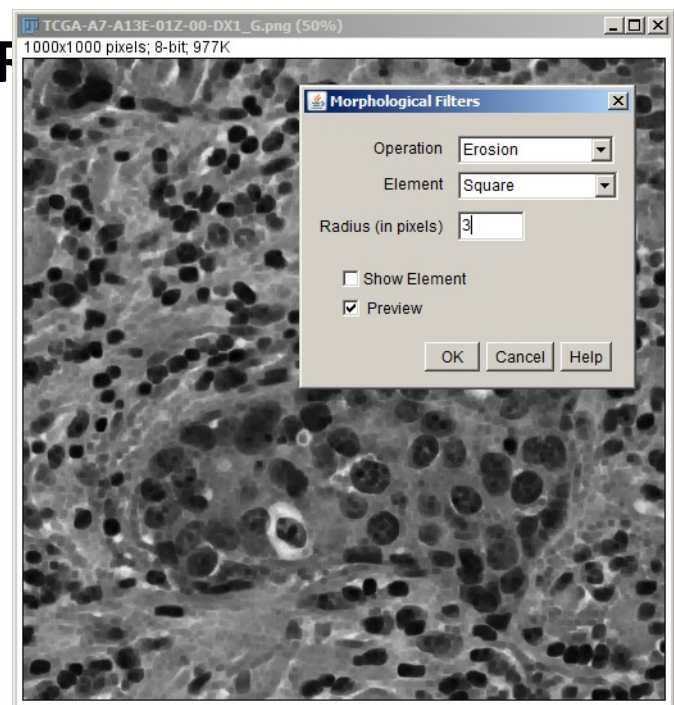 TCGA-A7-A13E-01Z-00-DX1_G.png (50%)
1000x1000 pixels; 8-bit; 977K
Morphological Filters
Operation Erosion
Element Square
Radius (in pixels) 3
Show Element
Preview
OK Cancel Help